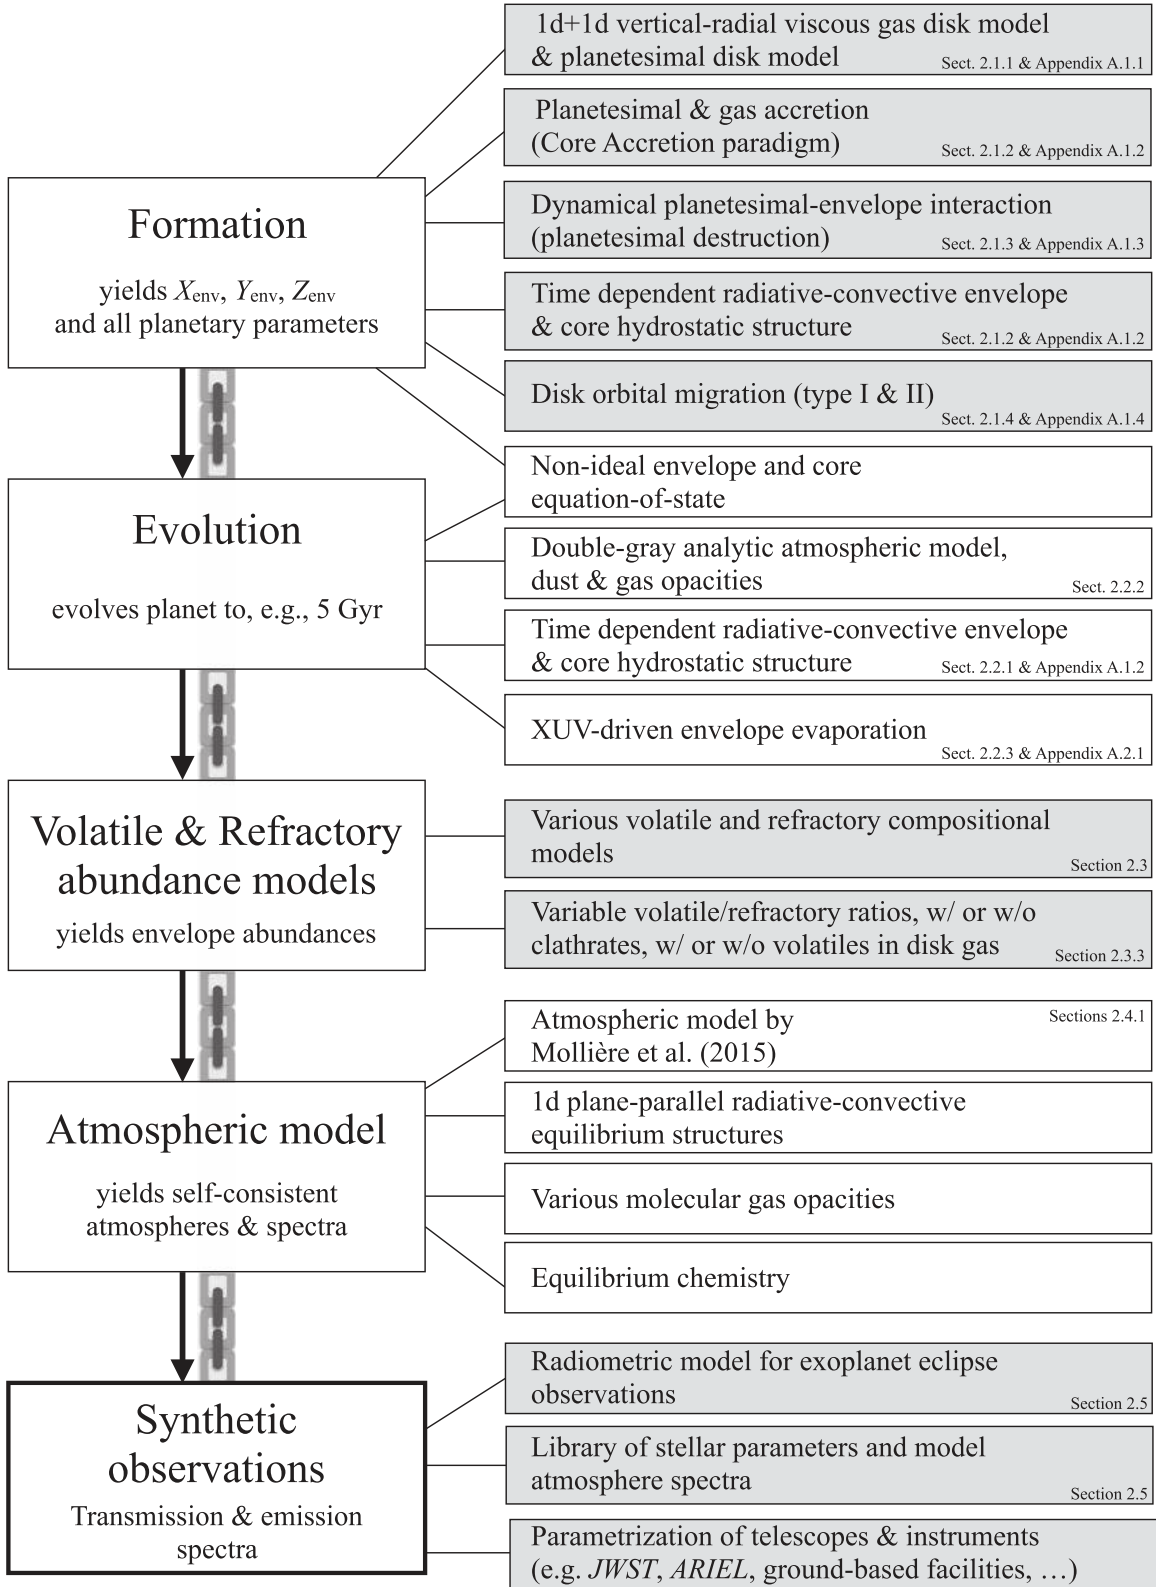 1d+1d vertical-radial viscous gas disk model
& planetesimal disk model
Sect. 2.1.1 & Appendix A.1.1
Planetesimal & gas accretion
(Core Accretion paradigm)
Sect. 2.1.2 & Appendix A.1.2
Formation
yields Xenv, Yenv, Zenv
and all planetary parameters
Dynamical planetesimal-envelope interaction
(planetesimal destruction)
Sect. 2.1.3 & Appendix A.1.3
Time dependent radiative-convective envelope
& core hydrostatic structure
Sect. 2.1.2 & Appendix A.1.2
Disk orbital migration (type I & II)
Sect. 2.1.4 & Appendix A.1.4
Non-ideal envelope and core
equation-of-state
Evolution
evolves planet to, e.g., 5 Gyr
Double-gray analytic atmospheric model,
dust & gas opacities
Sect. 2.2.2
Time dependent radiative-convective envelope
& core hydrostatic structure
Sect. 2.2.1 & Appendix A.1.2
XUV-driven envelope evaporation
Sect. 2.2.3 & Appendix A.2.1
Volatile & Refractory
abundance models
yields envelope abundances
Various volatile and refractory compositional
models
Section 2.3
Variable volatile/refractory ratios, w/ or w/o
clathrates, w/ or w/o volatiles in disk gas
Section 2.3.3
Atmospheric model by
Mollière et al. (2015)
Sections 2.4.1
Atmospheric model
yields self-consistent
atmospheres & spectra
1d plane-parallel radiative-convective
equilibrium structures
Various molecular gas opacities
Equilibrium chemistry
Synthetic
observations
Transmission & emission
spectra
Radiometric model for exoplanet eclipse
observations
Section 2.5
Library of stellar parameters and model
atmosphere spectra
Section 2.5
Parametrization of telescopes & instruments
(e.g. JWST, ARIEL, ground-based facilities, …)